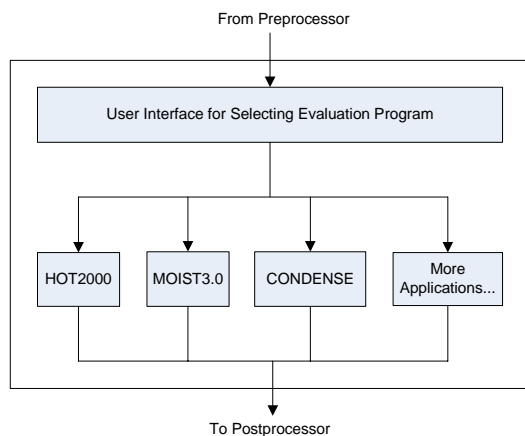 From Preprocessor
User Interface for Selecting Evaluation Program
HOT2000
MOIST3.0
CONDENSE
More
Applications...
To Postprocessor